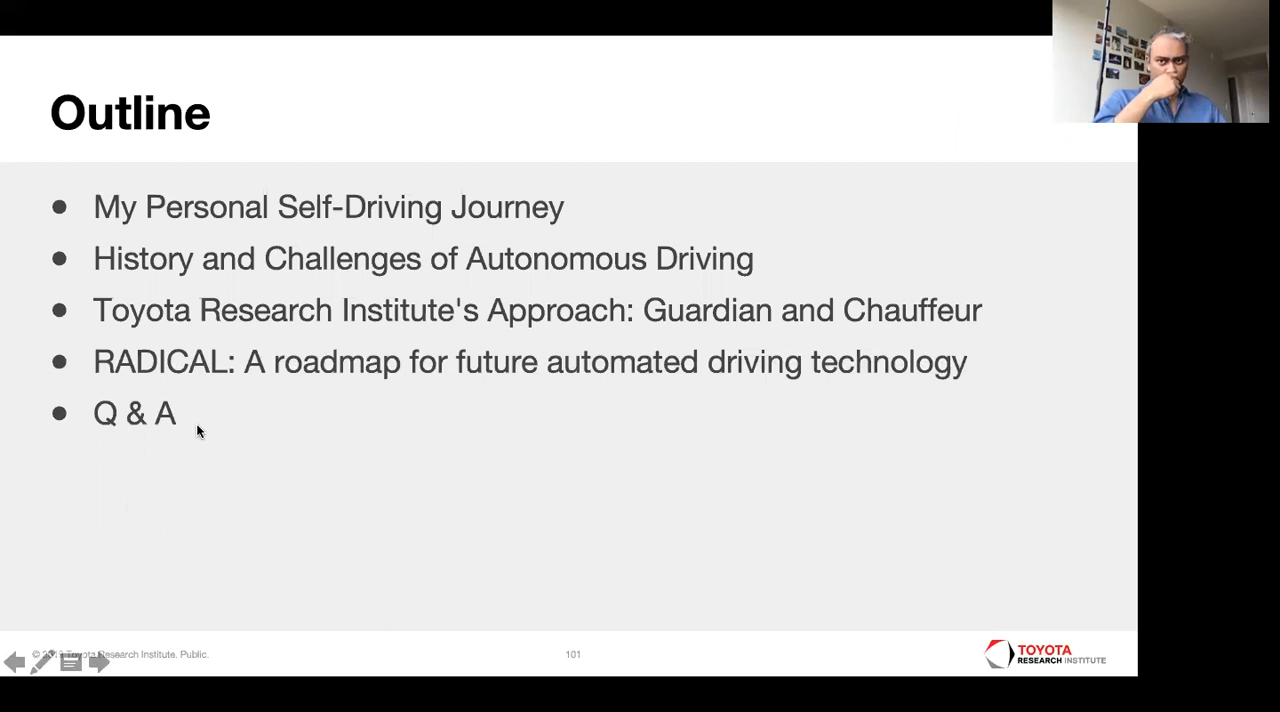 Outline
● My Personal Self-Driving Journey
● History and Challenges of Autonomous Driving
● Toyota Research Institute's Approach: Guardian and Chauffeur
● RADICAL: A roadmap for future automated driving technology
● Q & A
© Toyota Research Institute. Public.
101
TOYOTA
RESEARCH INSTITUTE